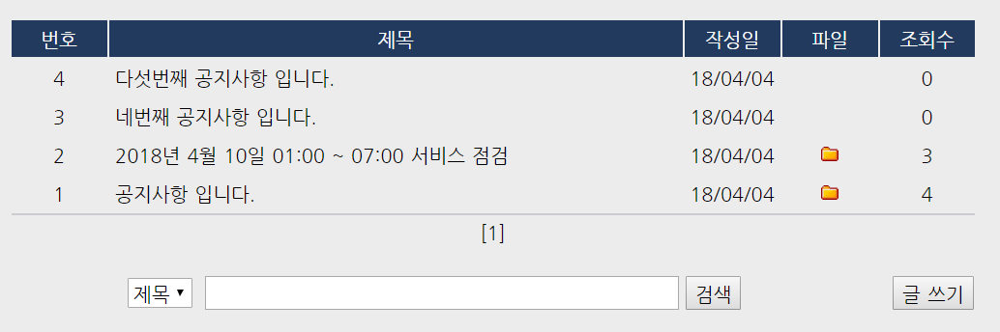 번호 제목 작성일 파일 조회수
4 다섯번째 공지사항 입니다. 18/04/04 0
3 네번째 공지사항 입니다. 18/04/04 0
2 2018년 4월 10일 01:00 ~ 07:00 서비스 점검 18/04/04 3
1 공지사항 입니다. 18/04/04 4
[1]
제목 검색 글 쓰기